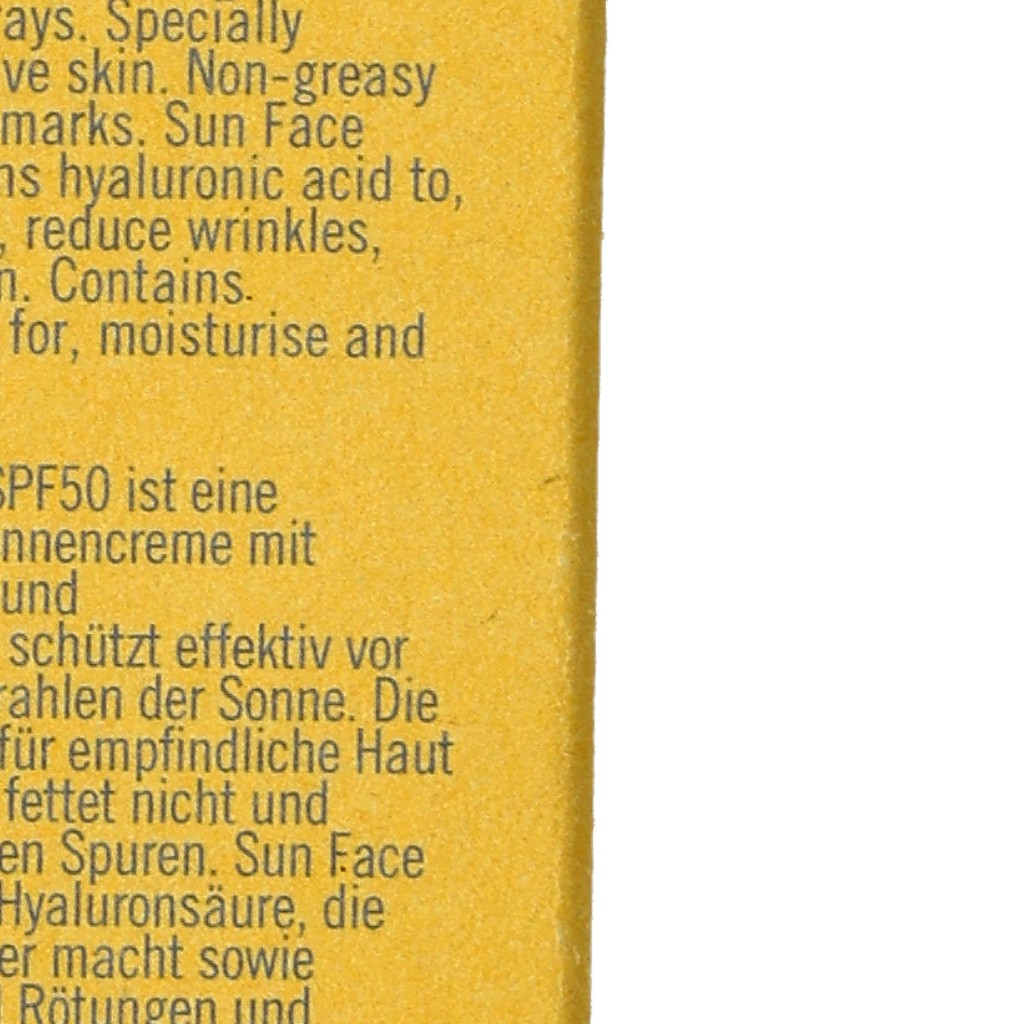 ays. Specially
ve skin. Non-greasy
marks. Sun Face
ns hyaluronic acid to,
, reduce wrinkles,
n. Contains.
for, moisturise and
SPF50 ist eine
nnencreme mit
und
schützt effektiv vor
rahlen der Sonne. Die
für empfindliche Haut
fettet nicht und
en Spuren. Sun Face
Hyaluronsäure, die
er macht sowie
Rötungen und